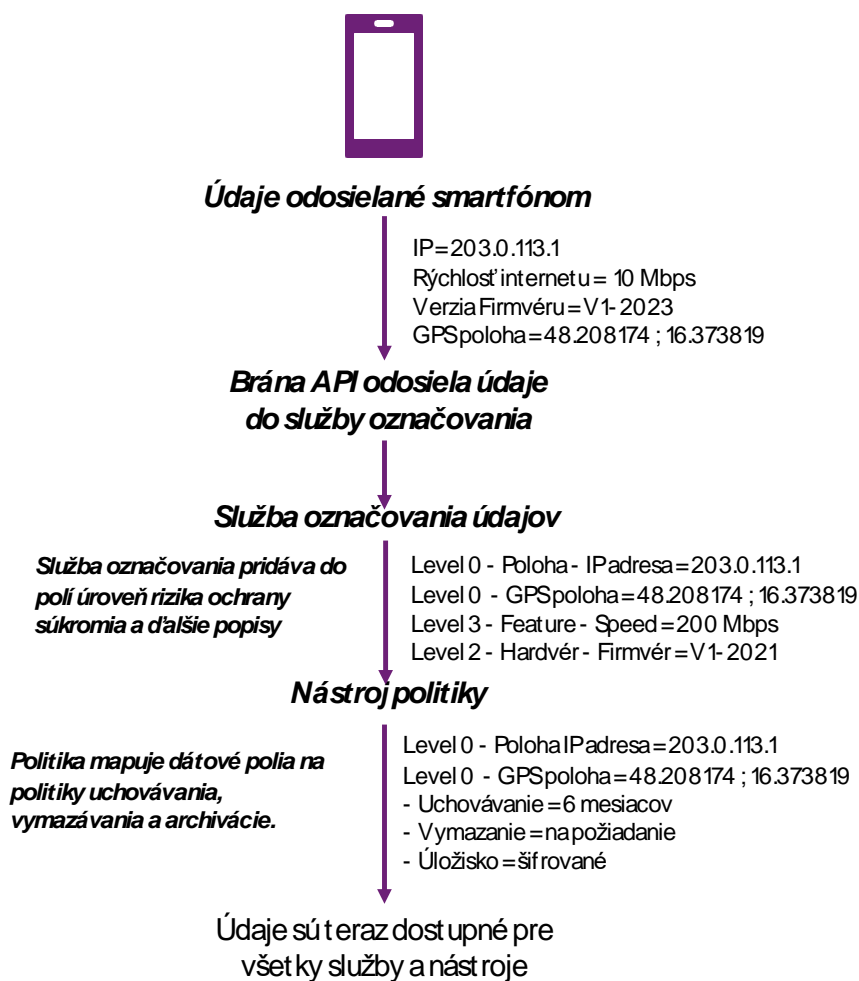 Údaje odosielané smartfónom
IP=203.0.113.1
Rýchlosť internetu = 10 Mbps
Verzia Firmvéru = V1- 2023
GPS poloha = 48.208174 ; 16.373819
Brána API odosiela údaje
do služby označovania
Služba označovania údajov
Služba označovania pridáva do
polí úroveň rizika ochrany
súkromia a ďalšie popisy
Level 0 - Poloha - IP adresa = 203.0.113.1
Level 0 - GPS poloha = 48.208174 ; 16.373819
Level 3 - Feature - Speed = 200 Mbps
Level 2 - Hardvér - Firmvér = V1- 2021
Nástroj politiky
Politika mapuje dátové polia na
politiky uchovávania,
vymazávania a archivácie.
Level 0 - Poloha IP adresa = 203.0.113.1
Level 0 - GPS poloha = 48.208174 ; 16.373819
- Uchovávanie = 6 mesiacov
- Vymazanie = na požiadanie
- Úložisko = šifrované
Údaje sú teraz dostupné pre
všetky služby a nástroje